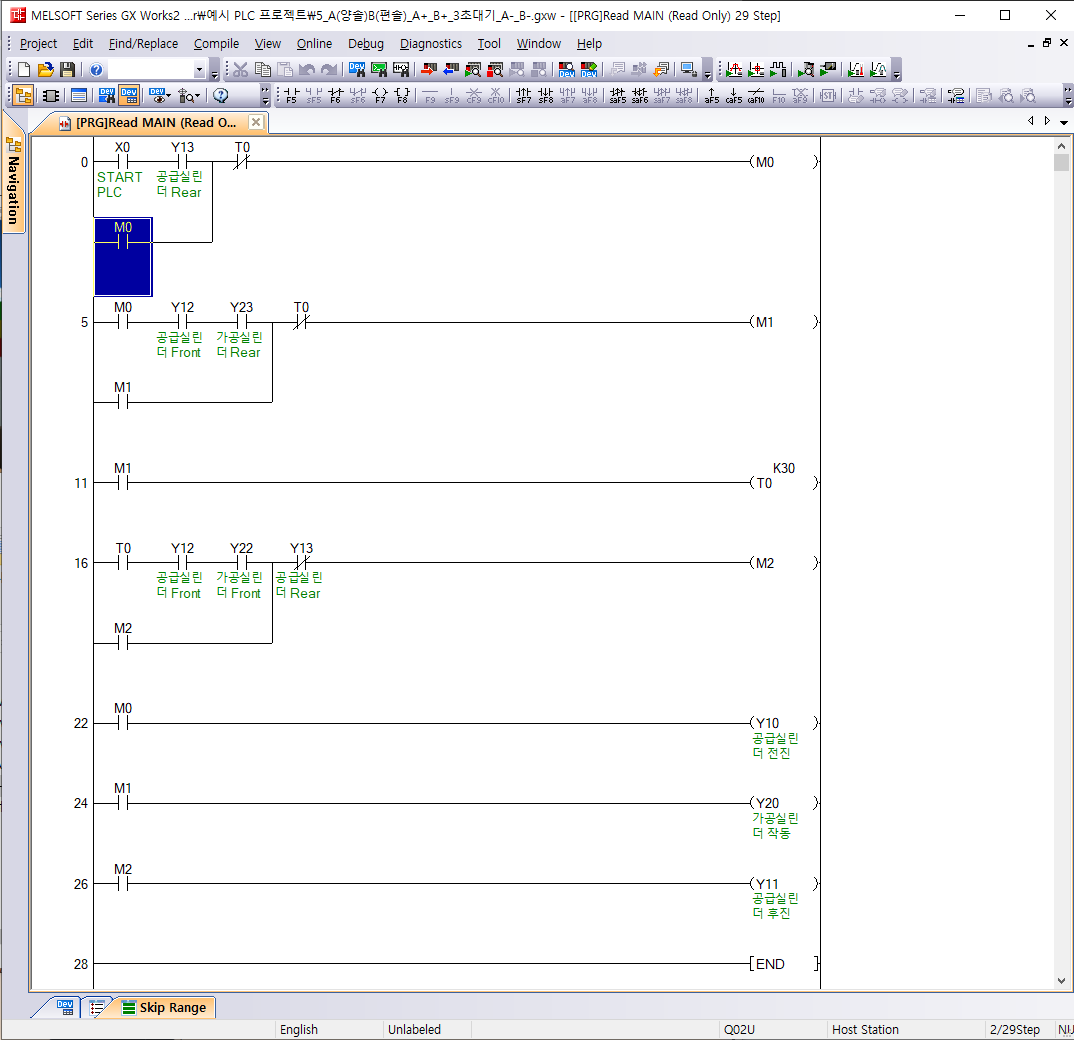 MELSOFT Series GX Works2 ...r₩예시 PLC 프로젝트₩5_A(양솔)B(편솔)_A+_B+_3초대기_A-_B-.gxw - [[PRG]Read MAIN (Read Only) 29 Step]
Project Edit Find/Replace Compile View Online Debug Diagnostics Tool Window Help
F5 sF5 F6 sF6 F7 F8 F9 sF9 cF9 cF10 sF7 sF8 aF7 aF8 saF5 saF6 saF7 saF8 aF5 caF5 caF10 F10 aF9
[PRG]Read MAIN (Read O...
Navigation
X0 Y13 T0
0 M0
START 공급실린
PLC 더 Rear
M0
M0 Y12 Y23 T0
5 M1
공급실린 가공실린
더 Front 더 Rear
M1
M1 K30
11 T0
T0 Y12 Y22 Y13
16 M2
공급실린 가공실린 공급실린
더 Front 더 Front 더 Rear
M2
M0
22 Y10
공급실린
더 전진
M1
24 Y20
가공실린
더 작동
M2
26 Y11
공급실린
더 후진
28 END
Dev Skip Range
English Unlabeled Q02U Host Station 2/29Step